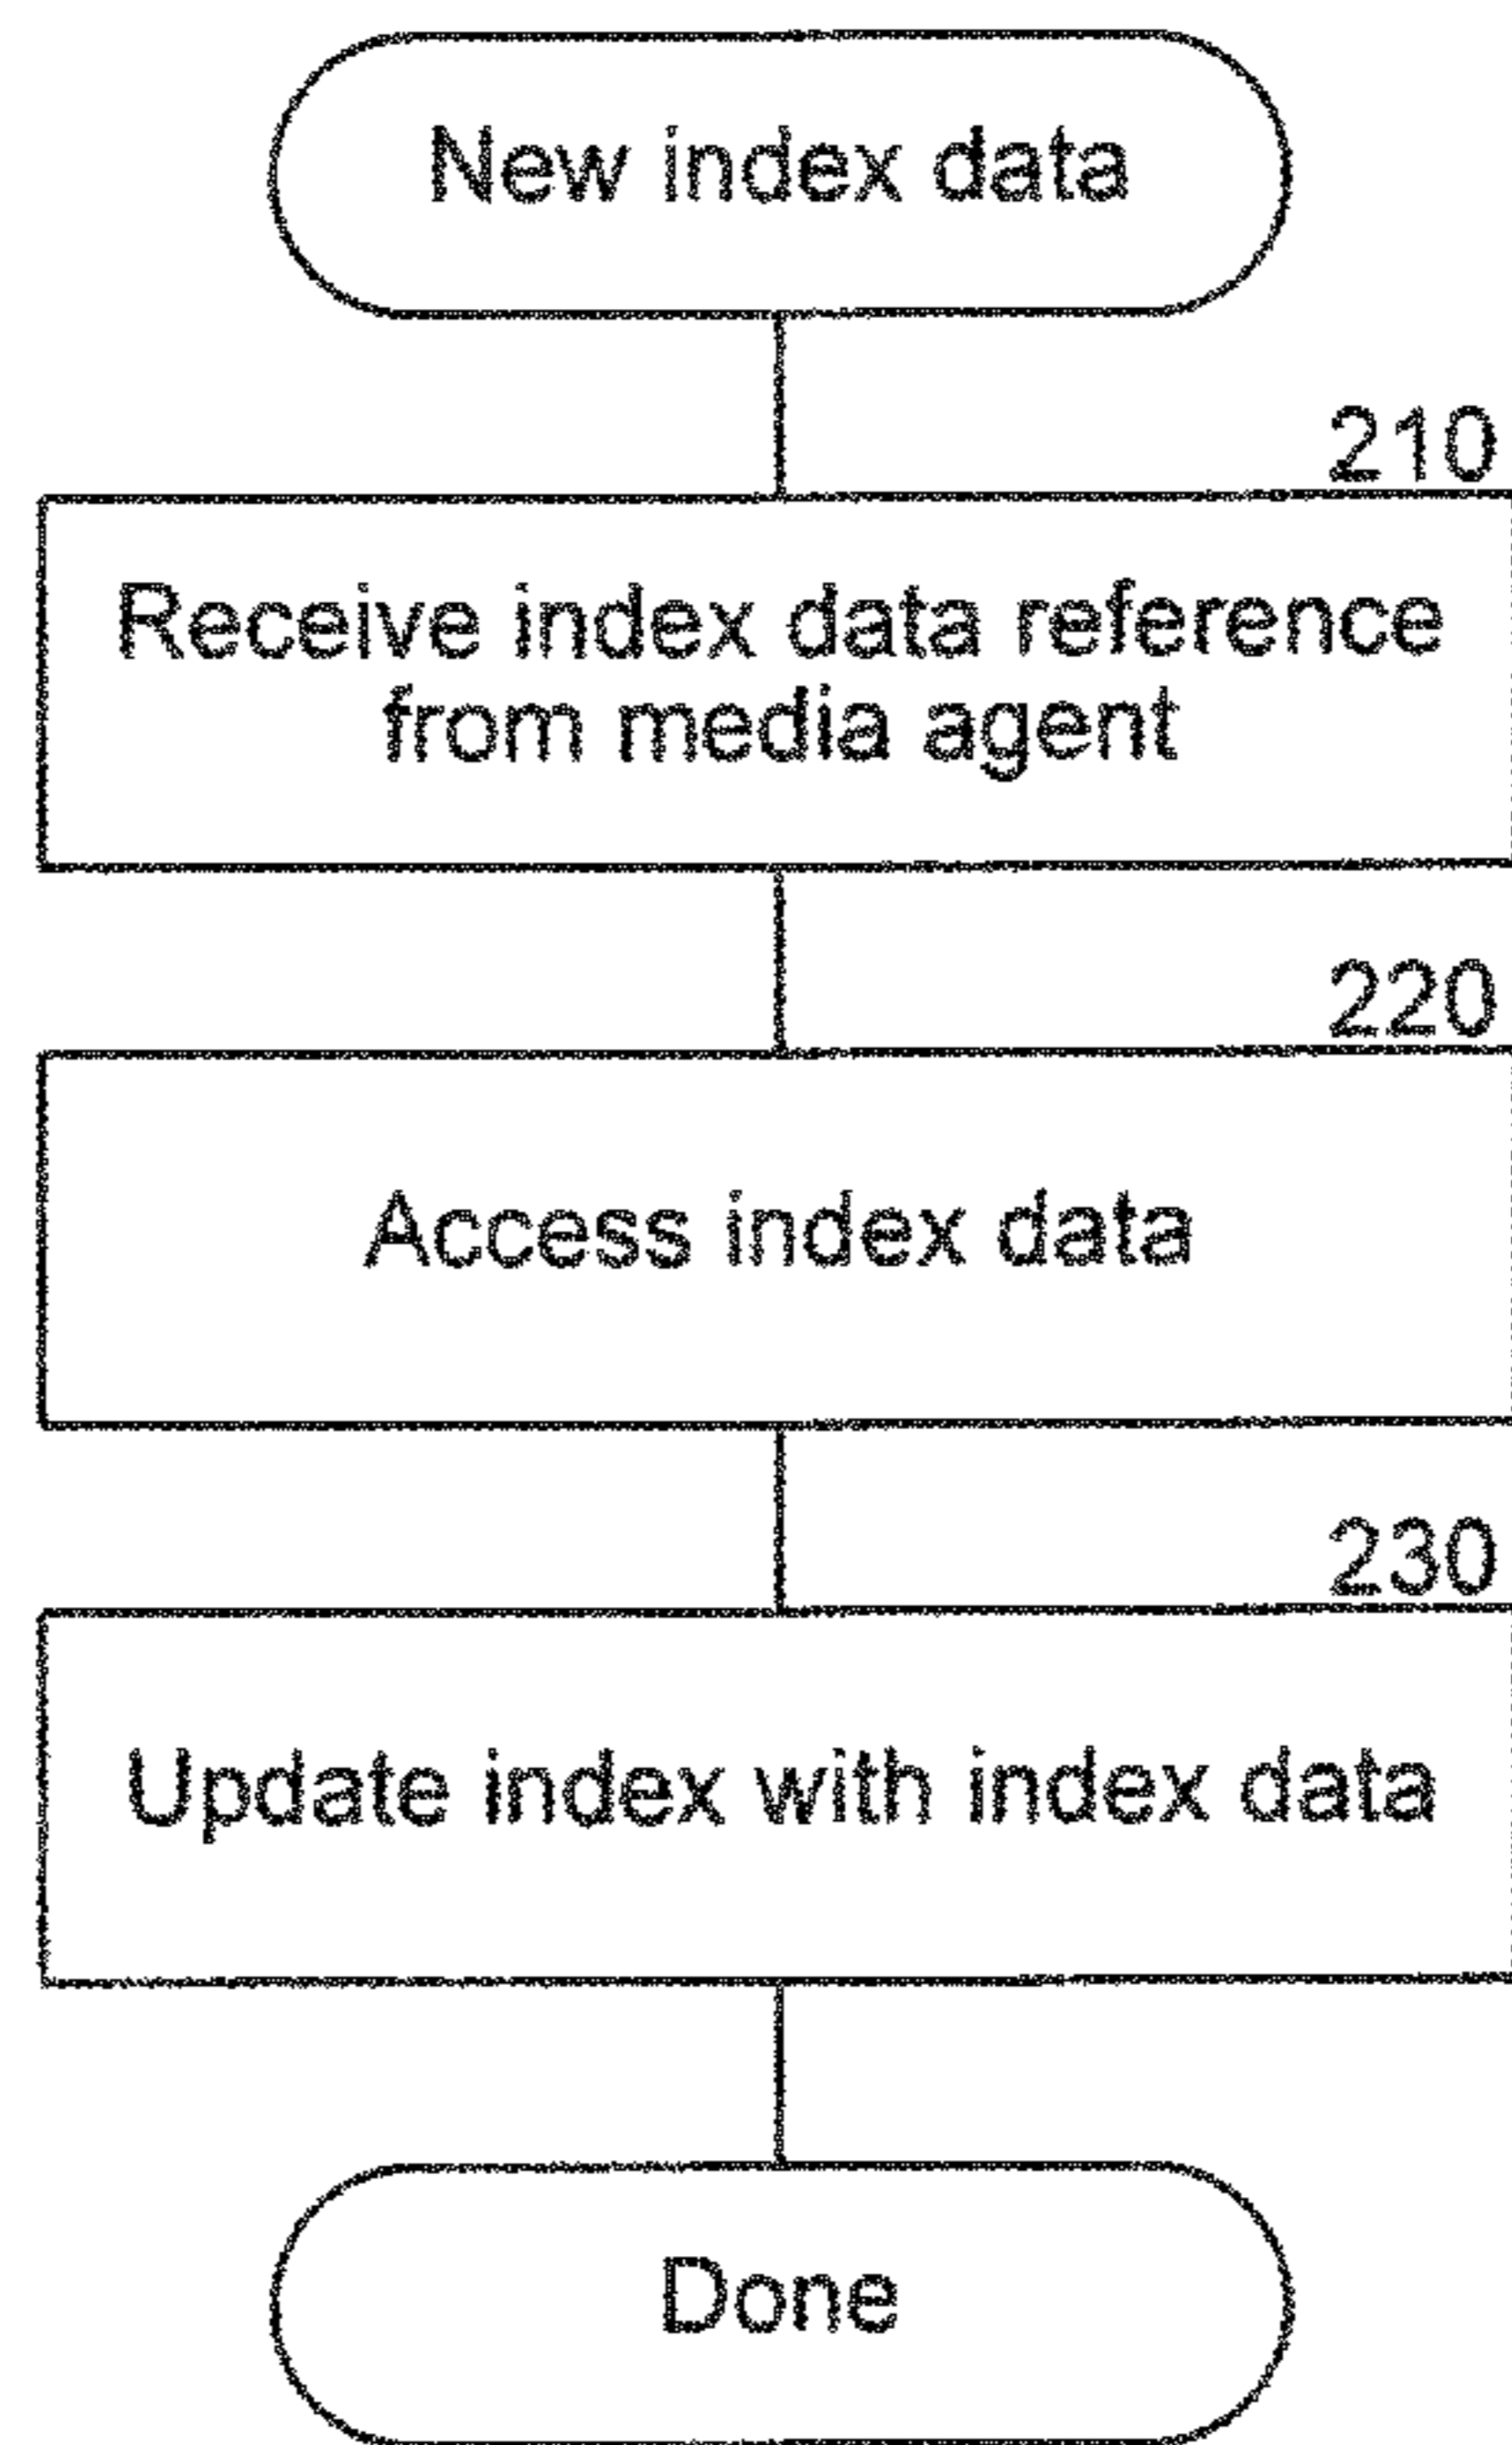 New index data
210
Receive index data reference
from media agent
220
Access index data
230
Update index with index data
Done